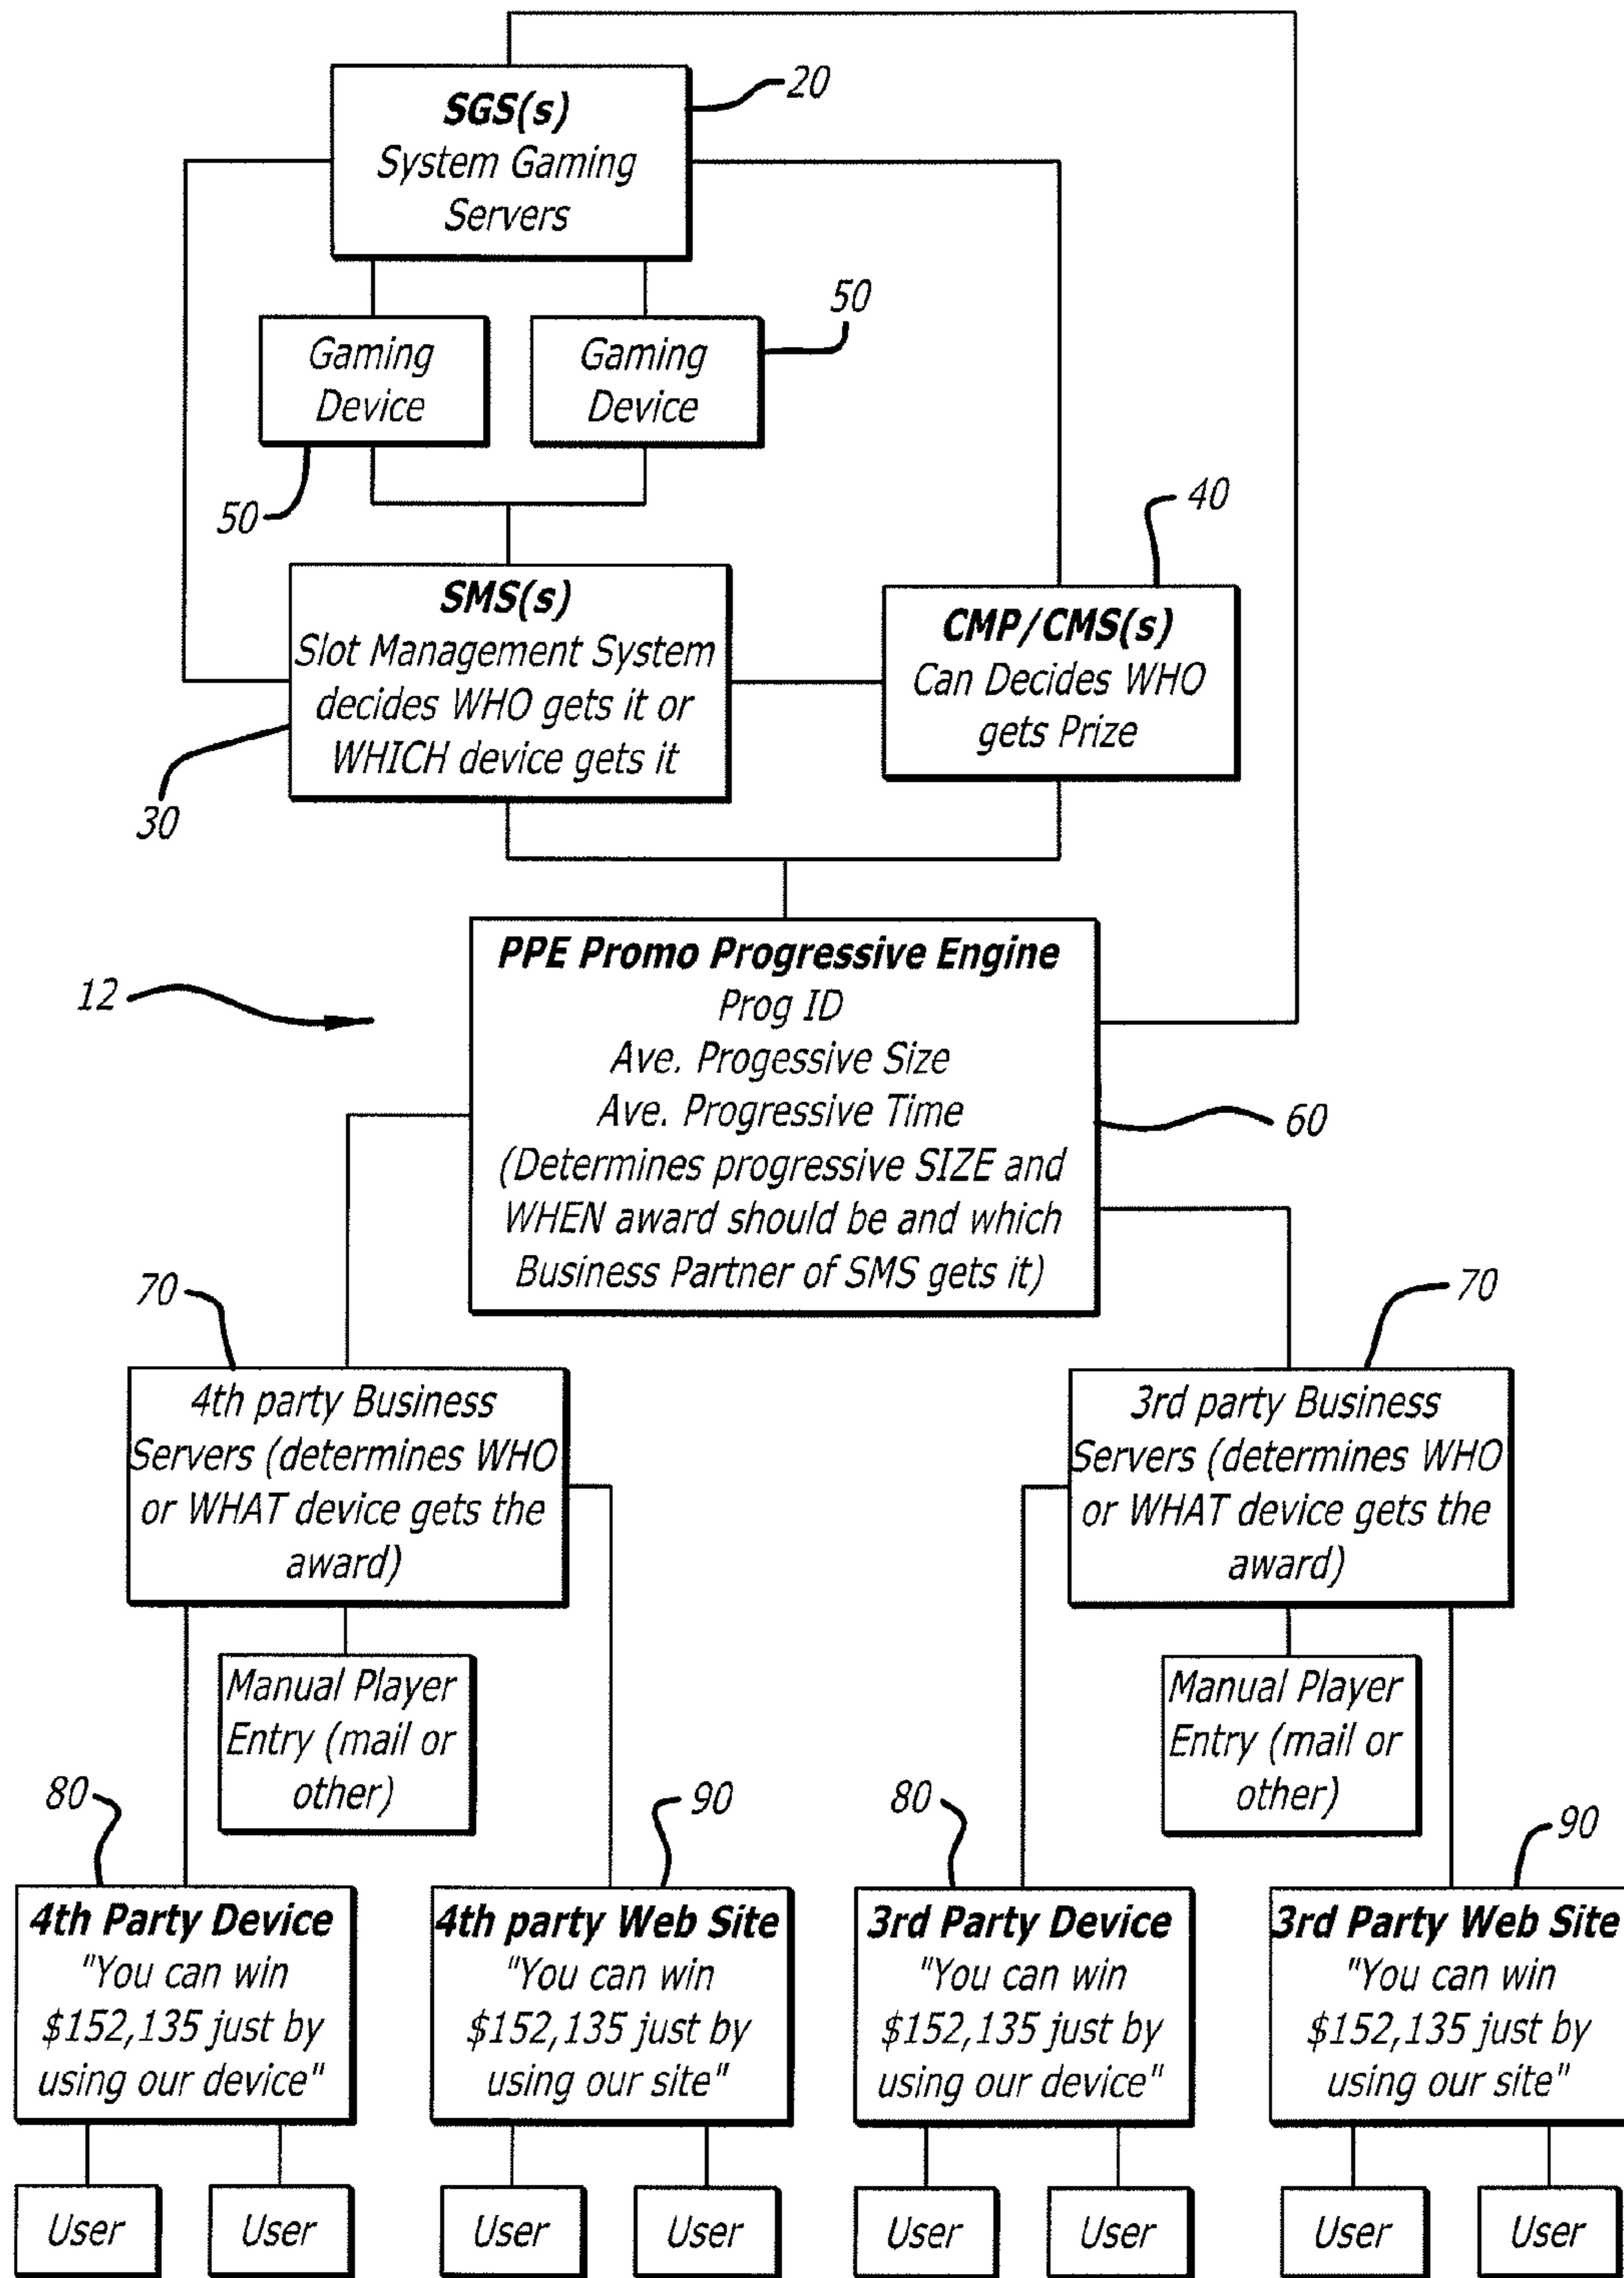 20
SGS(s)
System Gaming
Servers
50
Gaming
Device
Gaming
Device
50
40
SMS(s)
Slot Management System
decides WHO gets it or
WHICH device gets it
CMP/CMS(s)
Can Decides WHO
gets Prize
30
12
PPE Promo Progressive Engine
Prog ID
Ave. Progessive Size
Ave. Progressive Time
(Determines progressive SIZE and
WHEN award should be and which
Business Partner of SMS gets it)
60
70
70
4th party Business
Servers (determines WHO
or WHAT device gets the
award)
3rd party Business
Servers (determines WHO
or WHAT device gets the
award)
Manual Player
Entry (mail or
other)
Manual Player
Entry (mail or
other)
80
90
80
90
4th Party Device
"You can win
$152,135 just by
using our device"
4th party Web Site
"You can win
$152,135 just by
using our site"
3rd Party Device
"You can win
$152,135 just by
using our device"
3rd Party Web Site
"You can win
$152,135 just by
using our site"
User
User
User
User
User
User
User
User